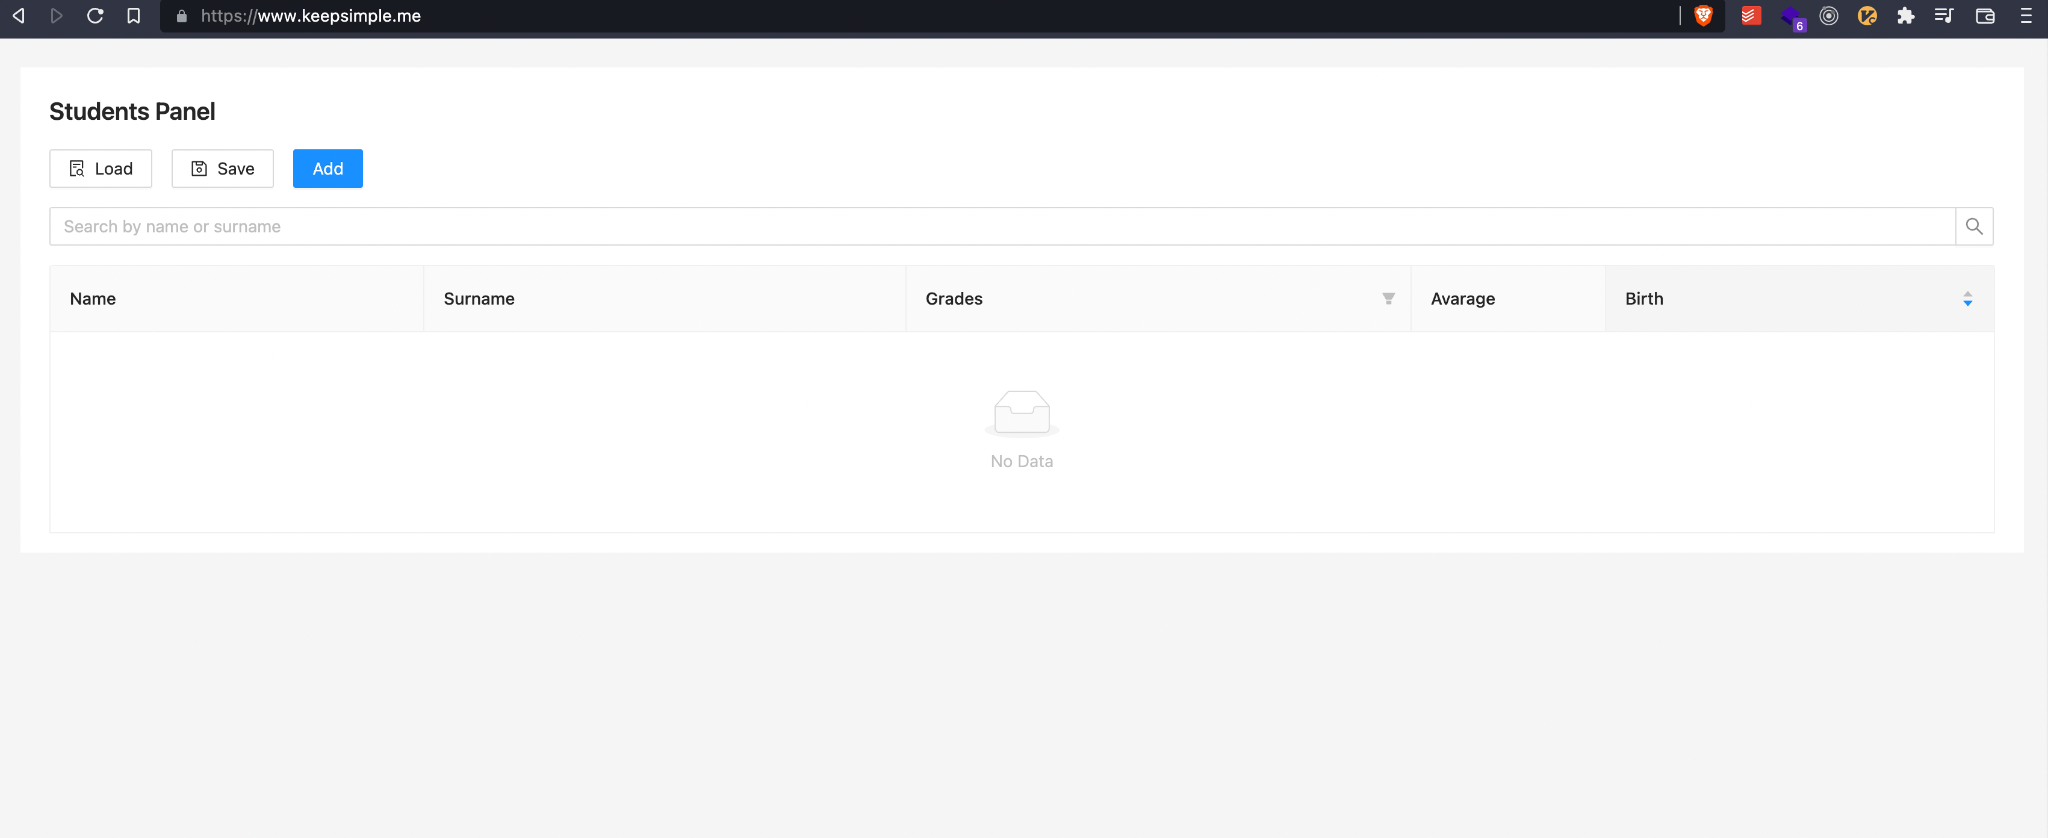 https://www.keepsimple.me
6
Students Panel
Load Save Add
Search by name or surname
Name Surname Grades Avarage Birth
No Data